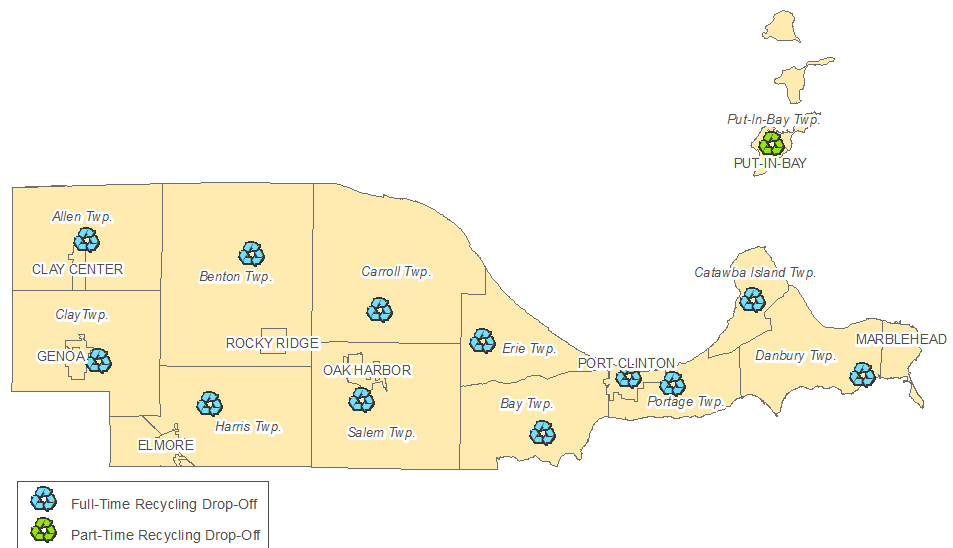 Put-In-Bay Twp.
PUT-IN-BAY
Allen Twp.
CLAY CENTER
Benton Twp.
Carroll Twp.
Catawba Island Twp.
ClayTwp.
GENOA
ROCKY RIDGE
Erie Twp.
MARBLEHEAD
Danbury Twp.
OAK HARBOR
PORT CLINTON
Portage Twp.
Bay Twp.
Harris Twp.
Salem Twp.
ELMORE
Full-Time Recycling Drop-Off
Part-Time Recycling Drop-Off